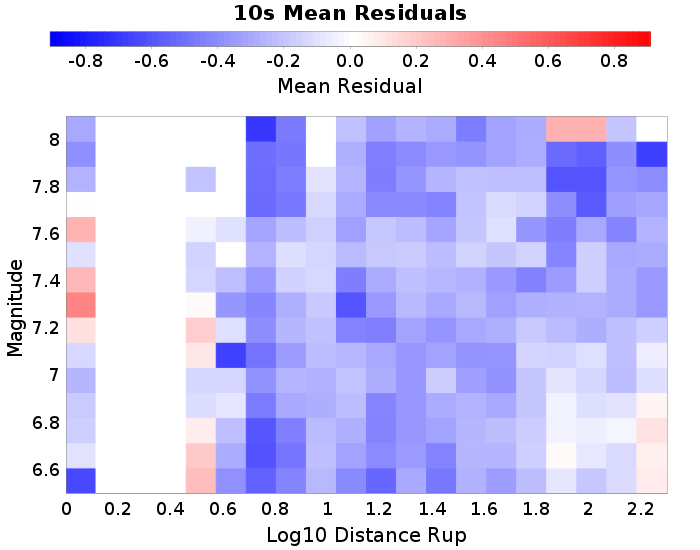 10s Mean Residuals
-0.8 -0.6 -0.4 -0.2 0.0 0.2 0.4 0.6 0.8
Mean Residual
8
7.8
7.6
7.4
7.2
7
6.8
6.6
Magnitude
0 0.2 0.4 0.6 0.8 1 1.2 1.4 1.6 1.8 2 2.2
Log10 Distance Rup